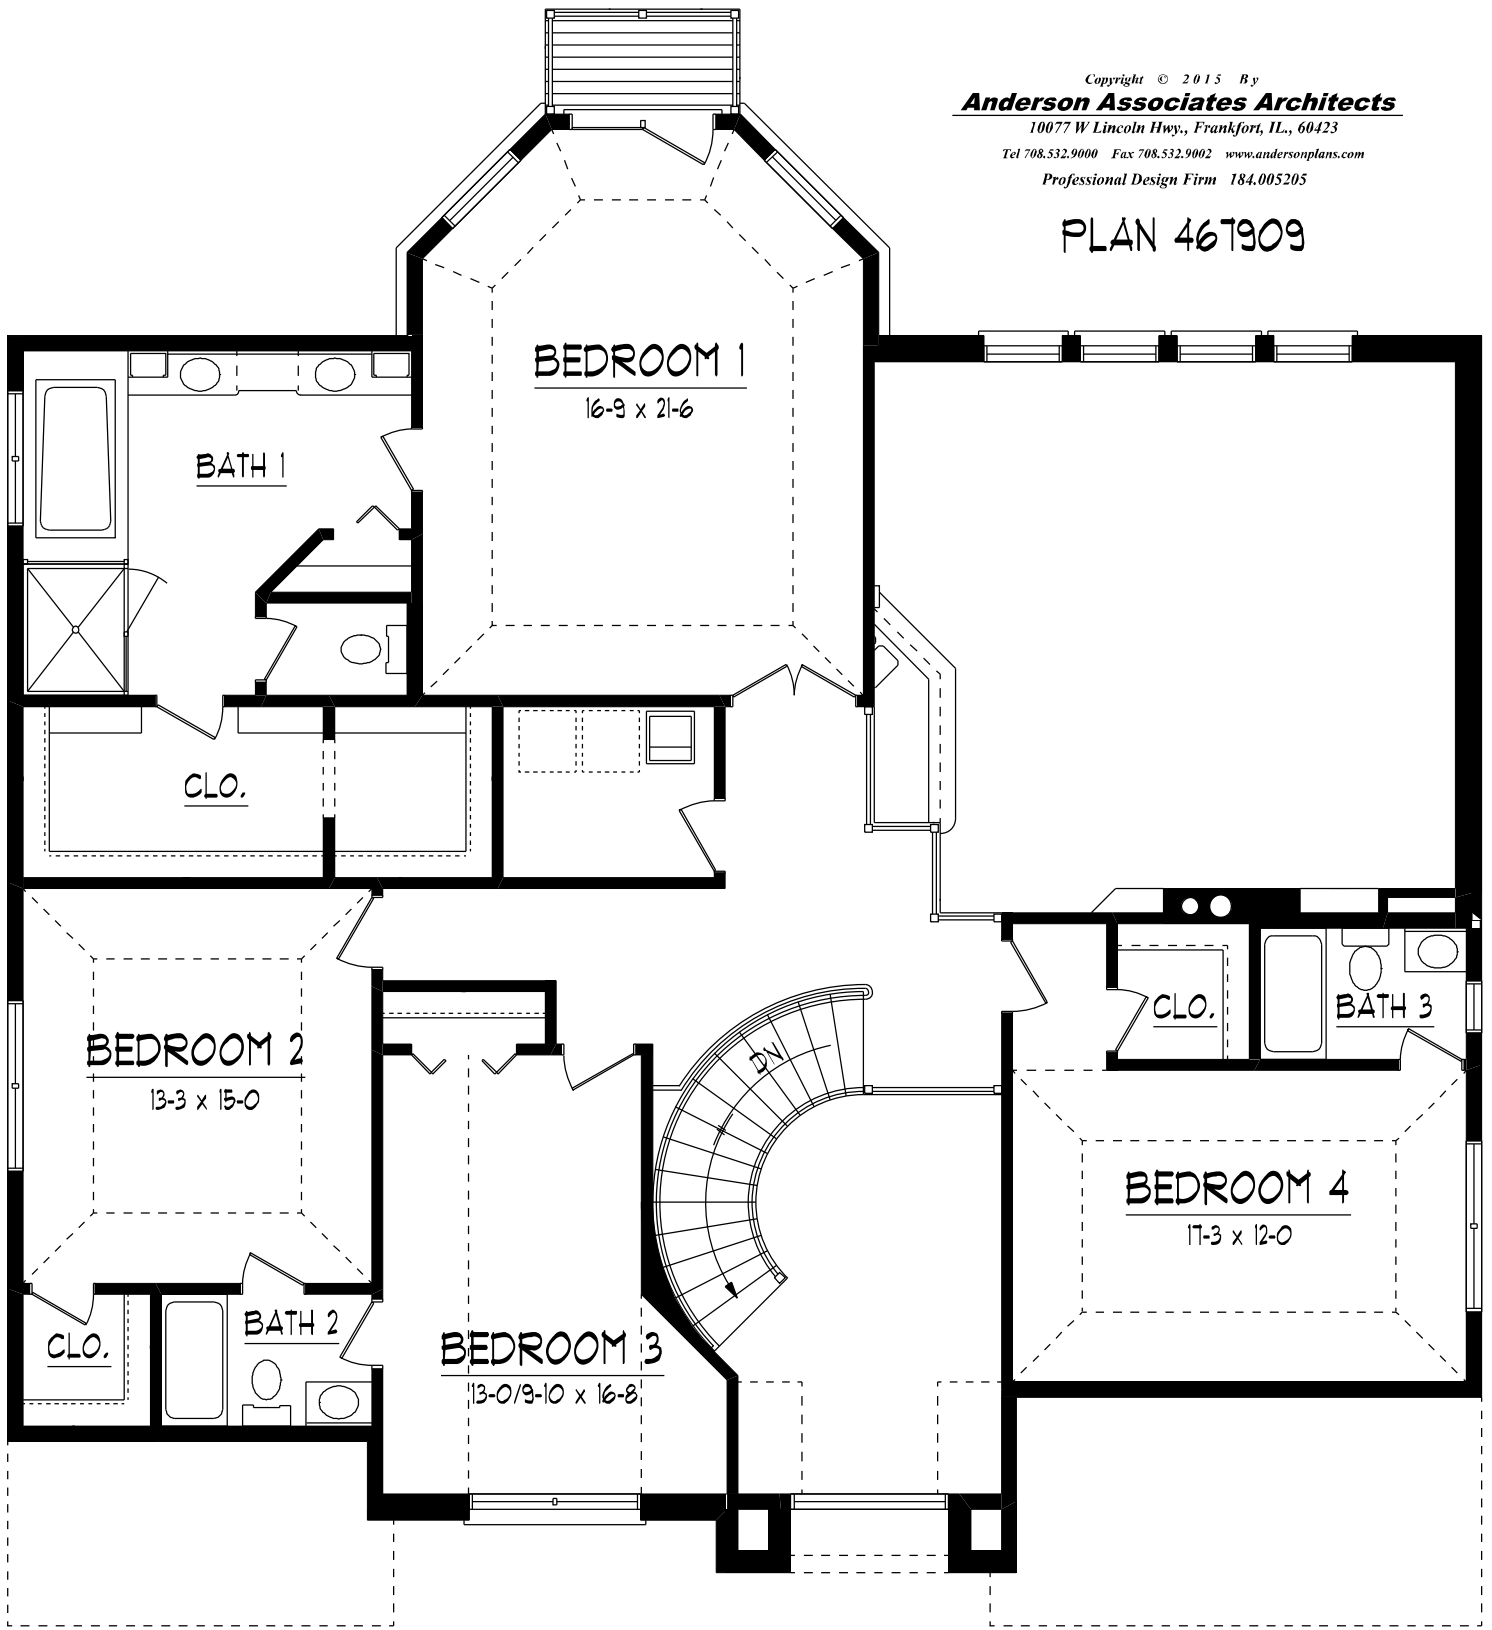 Copyright © 2015 By
Anderson Associates Architects
10077 W Lincoln Hwy., Frankfort, IL., 60423
Tel 708.532.9000 Fax 708.532.9002 www.andersonplans.com
Professional Design Firm 184.005205
PLAN 467909
BEDROOM 1
16-9 x 21-6
BATH 1
CLO.
BEDROOM 2
13-3 x 15-0
DN
CLO.
BATH 3
BEDROOM 4
17-3 x 12-0
CLO.
BATH 2
BEDROOM 3
13-0/9-10 x 16-8